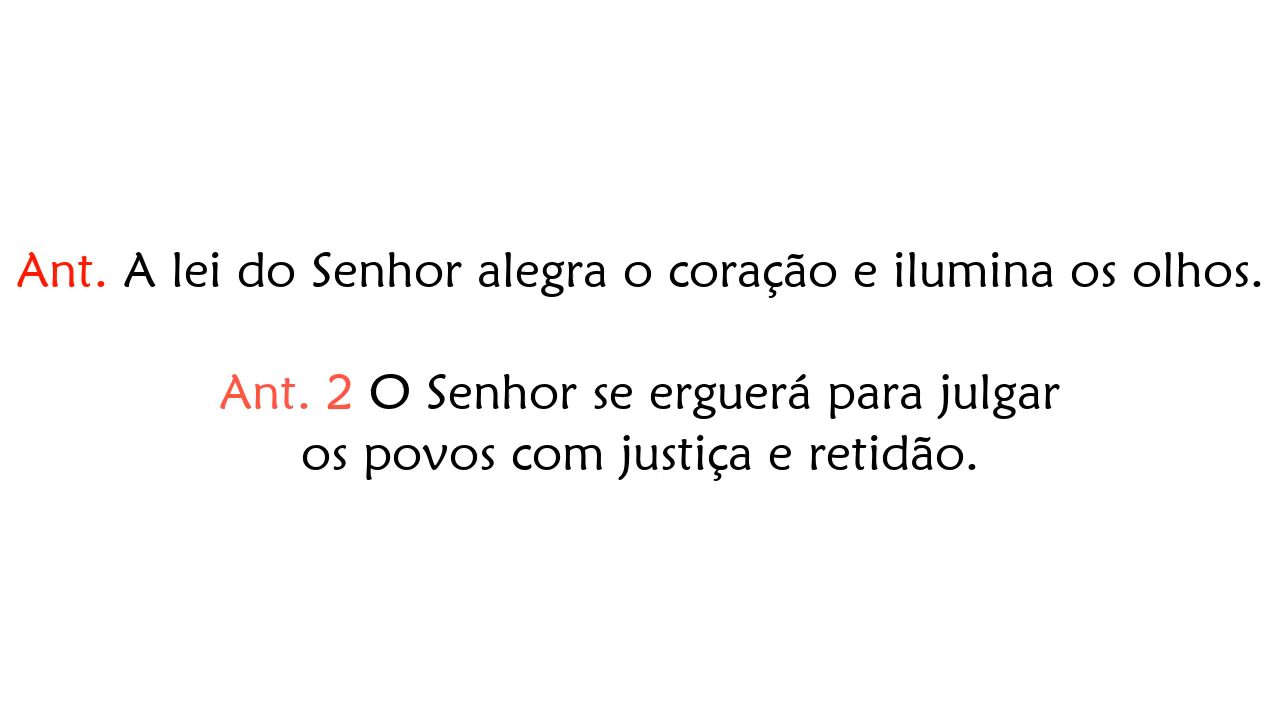 Ant. A lei do Senhor alegra o coração e ilumina os olhos.
Ant. 2 O Senhor se erguerá para julgar
os povos com justiça e retidão.